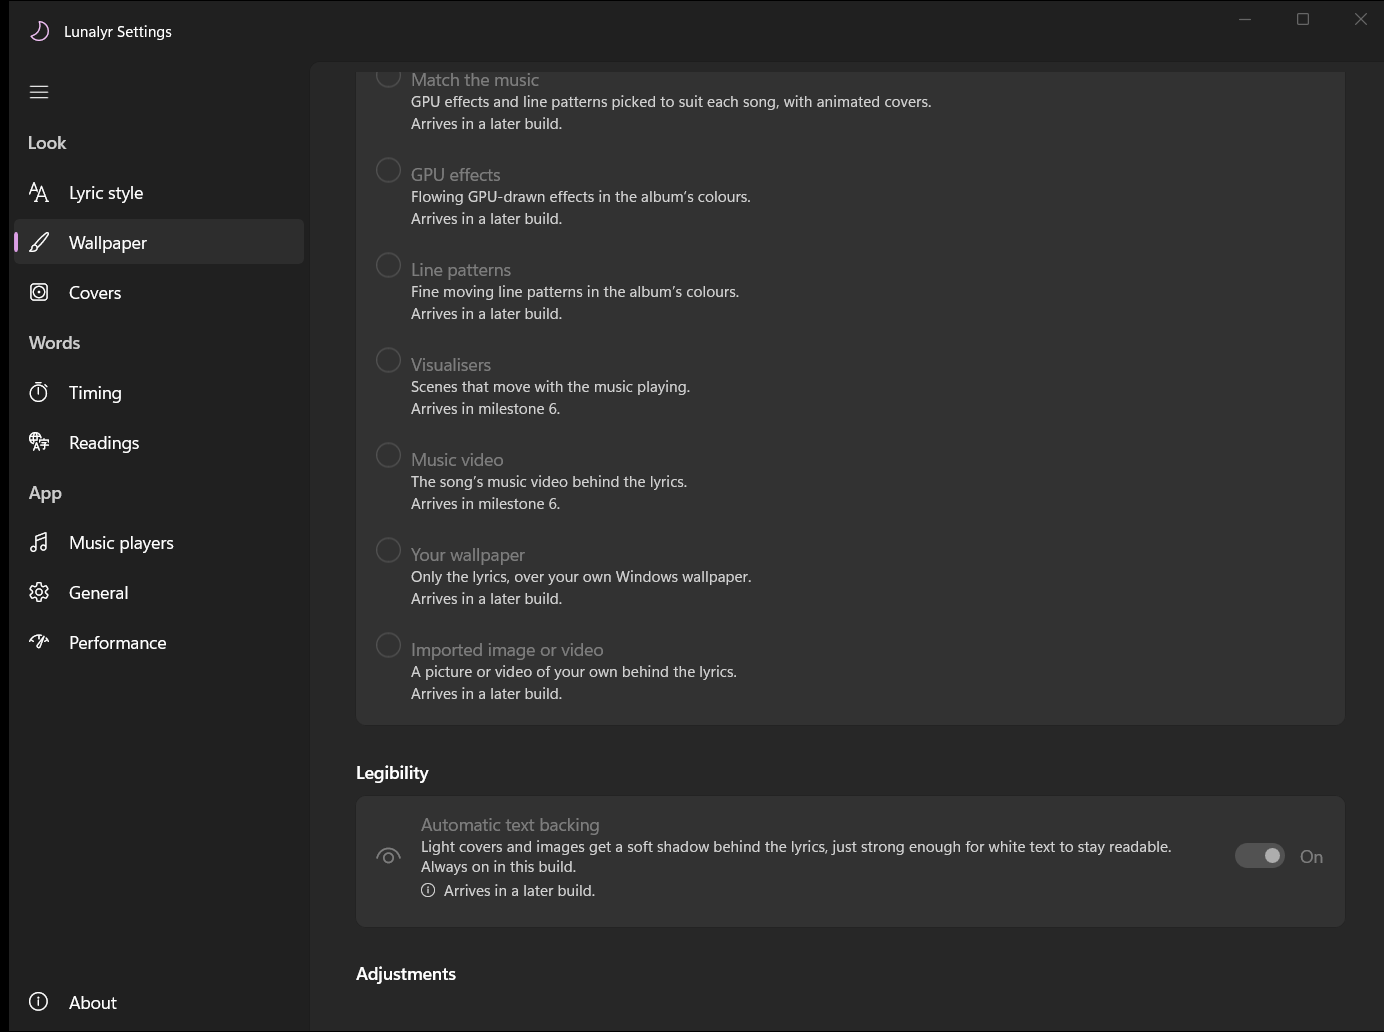 Lunalyr Settings
Look
Lyric style
Wallpaper
Covers
Words
Timing
Readings
App
Music players
General
Performance
About
Match the music
GPU effects and line patterns picked to suit each song, with animated covers.
Arrives in a later build.
GPU effects
Flowing GPU-drawn effects in the album's colours.
Arrives in a later build.
Line patterns
Fine moving line patterns in the album's colours.
Arrives in a later build.
Visualisers
Scenes that move with the music playing.
Arrives in milestone 6.
Music video
The song's music video behind the lyrics.
Arrives in milestone 6.
Your wallpaper
Only the lyrics, over your own Windows wallpaper.
Arrives in a later build.
Imported image or video
A picture or video of your own behind the lyrics.
Arrives in a later build.
Legibility
Automatic text backing
Light covers and images get a soft shadow behind the lyrics, just strong enough for white text to stay readable.
Always on in this build.
Arrives in a later build.
On
Adjustments